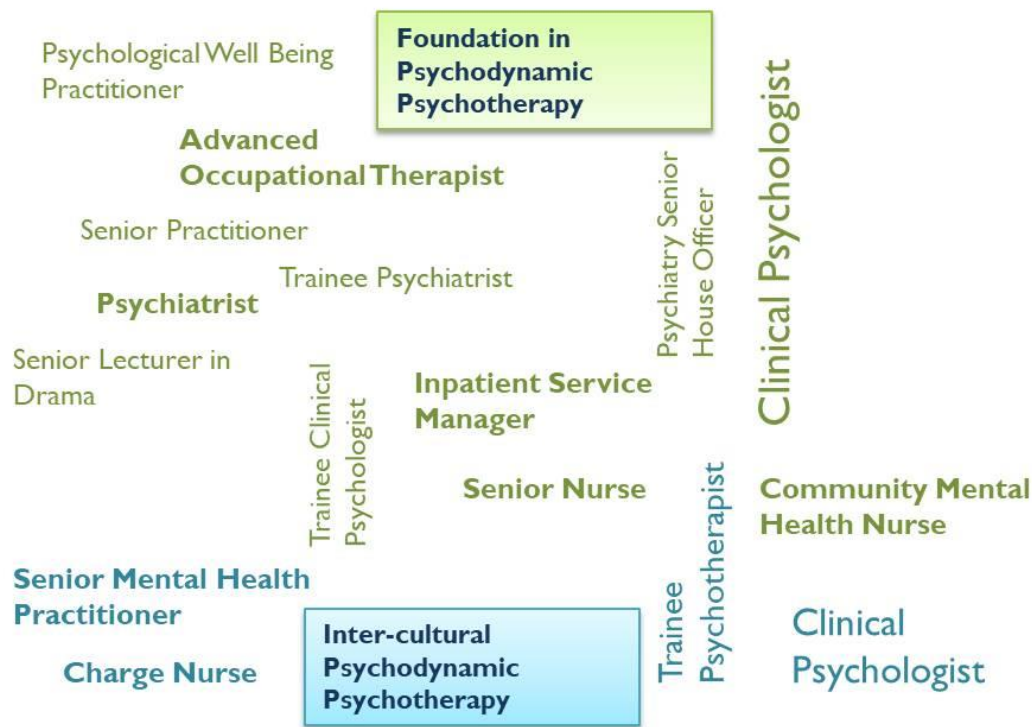 Psychological Well Being
Practitioner
Foundation in
Psychodynamic
Psychotherapy
Advanced
Occupational Therapist
Clinical Psychologist
Psychiatry Senior
House Officer
Senior Practitioner
Trainee Psychiatrist
Psychiatrist
Senior Lecturer in
Drama
Trainee Clinical
Psychologist
Inpatient Service
Manager
Senior Nurse
Trainee
Psychotherapist
Community Mental
Health Nurse
Senior Mental Health
Practitioner
Charge Nurse
Inter-cultural
Psychodynamic
Psychotherapy
Clinical
Psychologist